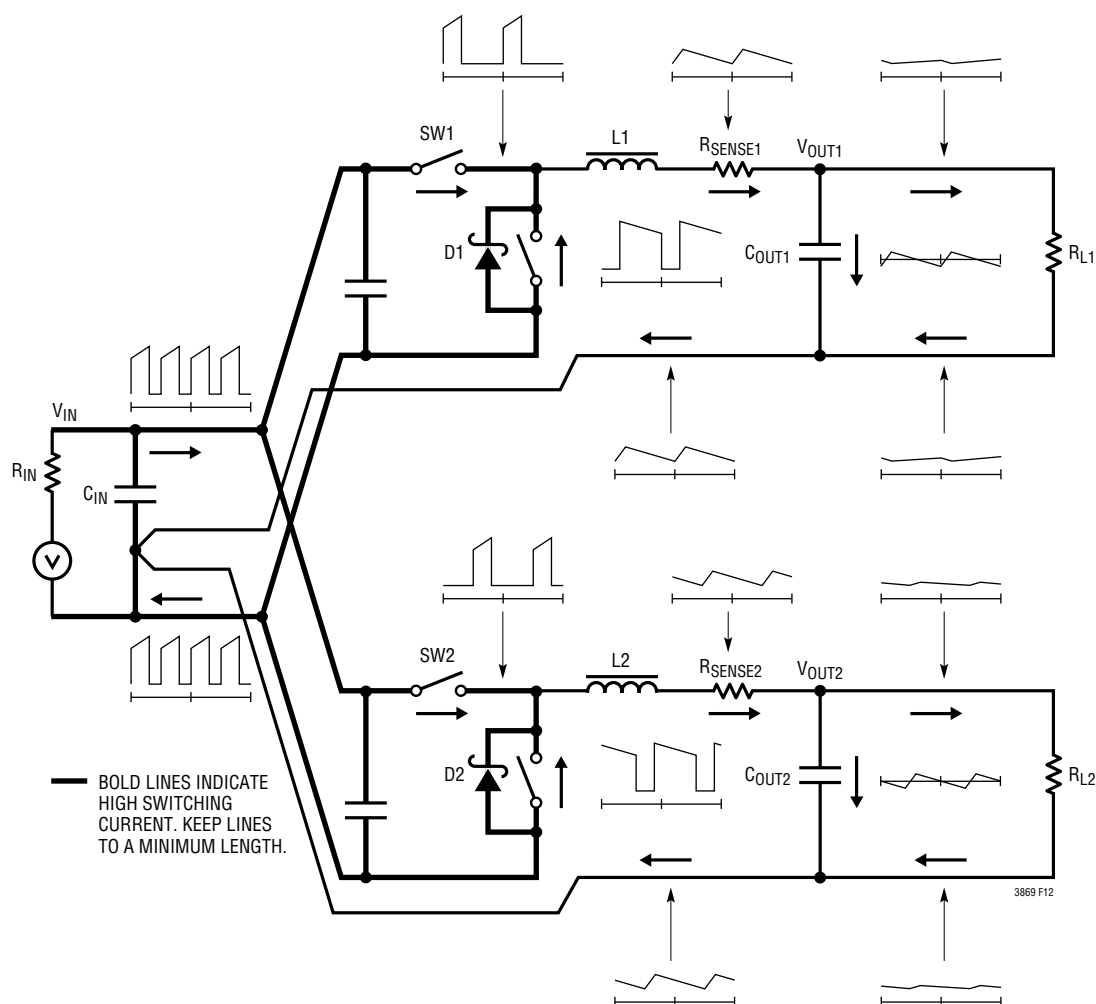 SW1
L1
RSENSE1
VOUT1
D1
COUT1
RL1
VIN
RIN
CIN
V
SW2
L2
RSENSE2
VOUT2
D2
COUT2
RL2
BOLD LINES INDICATE
HIGH SWITCHING
CURRENT. KEEP LINES
TO A MINIMUM LENGTH.
3869 F12